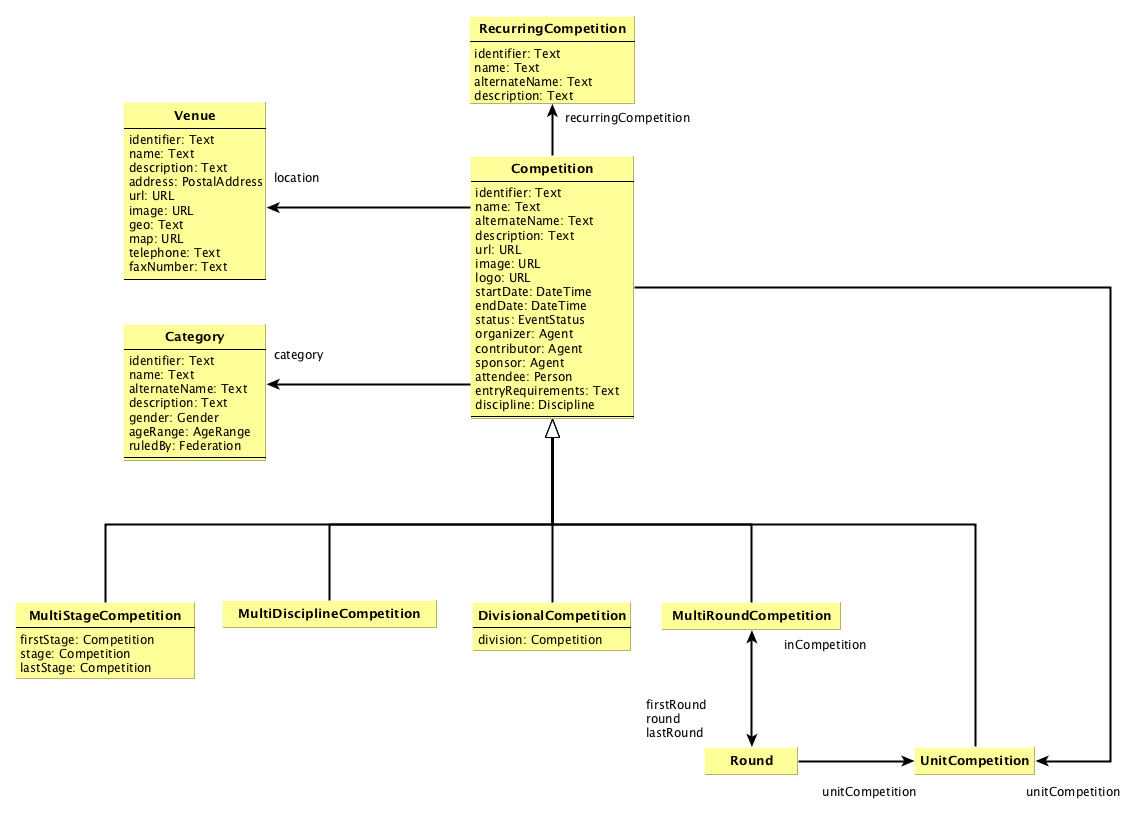 RecurringCompetition
identifier: Text
name: Text
alternateName: Text
description: Text
recurringCompetition
Venue
identifier: Text
name: Text
description: Text
address: PostalAddress
url: URL
image: URL
geo: Text
map: URL
telephone: Text
faxNumber: Text
location
Competition
identifier: Text
name: Text
alternateName: Text
description: Text
url: URL
image: URL
logo: URL
startDate: DateTime
endDate: DateTime
status: EventStatus
organizer: Agent
contributor: Agent
sponsor: Agent
attendee: Person
entryRequirements: Text
discipline: Discipline
Category
identifier: Text
name: Text
alternateName: Text
description: Text
gender: Gender
ageRange: AgeRange
ruledBy: Federation
category
MultiStageCompetition
firstStage: Competition
stage: Competition
lastStage: Competition
MultiDisciplineCompetition
DivisionalCompetition
division: Competition
MultiRoundCompetition
inCompetition
firstRound
round
lastRound
Round
UnitCompetition
unitCompetition
unitCompetition